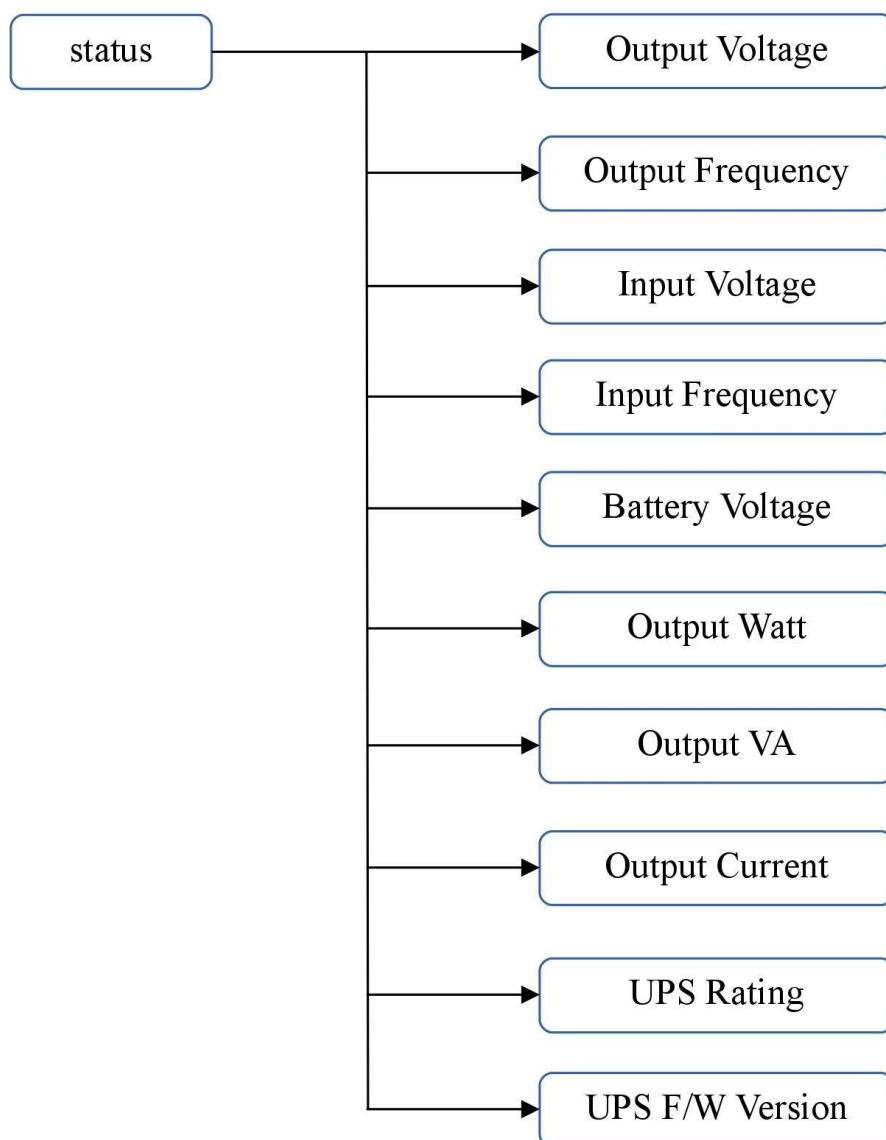 status
Output Voltage
Output Frequency
Input Voltage
Input Frequency
Battery Voltage
Output Watt
Output VA
Output Current
UPS Rating
UPS F/W Version